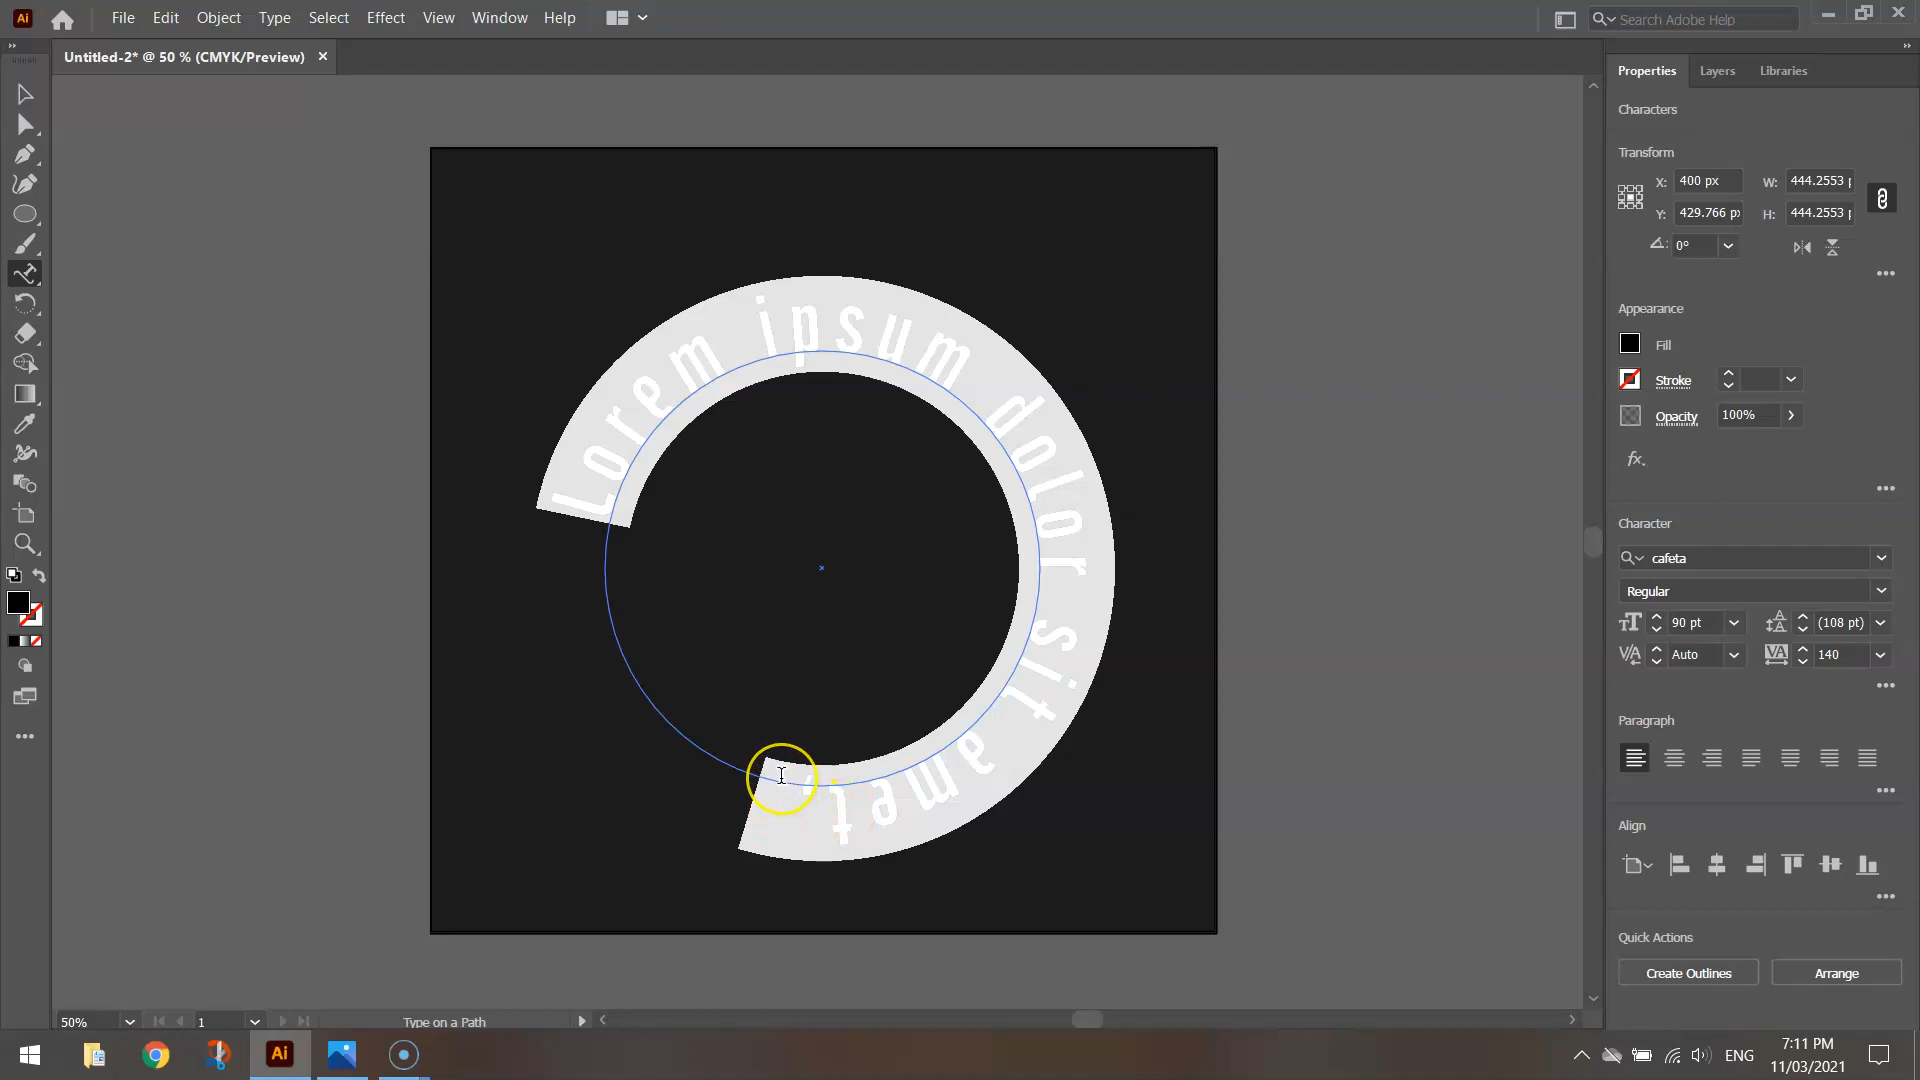 Ai
File Edit Object Type Select Effect View Window Help
Search Adobe Help
Untitled-2* @ 50 % (CMYK/Preview)
Properties Layers Libraries
Characters
Transform
X: 400 px W: 444.2553 p
Y: 429.766 px H: 444.2553 p
0°
Appearance
Fill
Stroke
Opacity 100%
fx.
Character
cafeta
Regular
90 pt (108 pt)
Auto 140
Paragraph
Align
Quick Actions
Create Outlines Arrange
Lorem ipsum dolor sit amet,
50% 1 Type on a Path
Ai
ENG
7:11 PM
11/03/2021